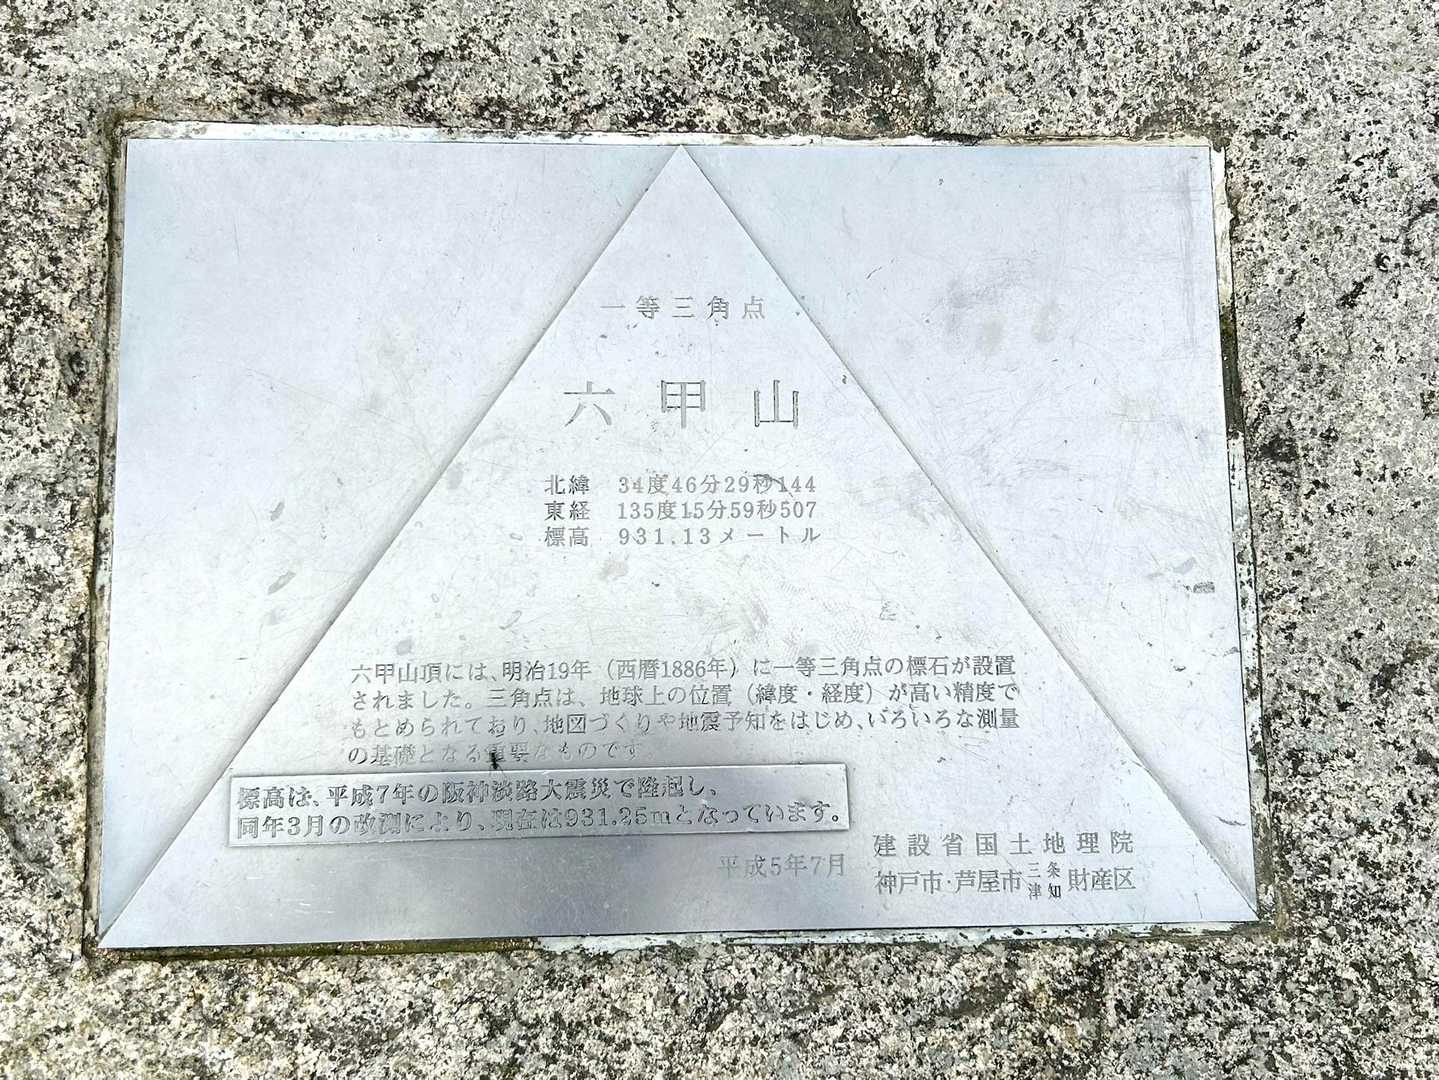 一等三角点
六甲山
北緯 34度46分29秒144
東経 135度15分59秒507
標高 931.13メートル
六甲山頂には、明治19年（西暦1886年）に一等三角点の標石が設置
されました。三角点は、地球上の位置（緯度・経度）が高い精度で
もとめられており、地図づくりや地震予知をはじめ、いろいろな測量
の基礎となる重要なものです
標高は、平成7年の阪神淡路大震災で隆起し、
同年3月の改測により、現在は931.25mとなっています。
平成5年7月
建設省国土地理院
神戸市・芦屋市三条津知財産区